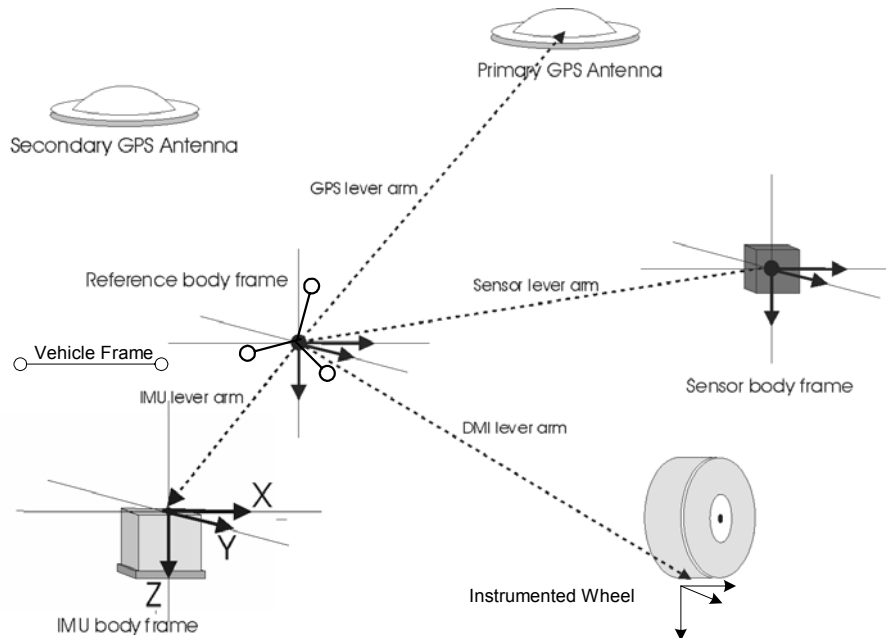 Primary GPS Antenna
Secondary GPS Antenna
GPS lever arm
Reference body frame
Sensor lever arm
Vehicle Frame
Sensor body frame
IMU lever arm
DMI lever arm
X
Y
Z
Instrumented Wheel
IMU body frame